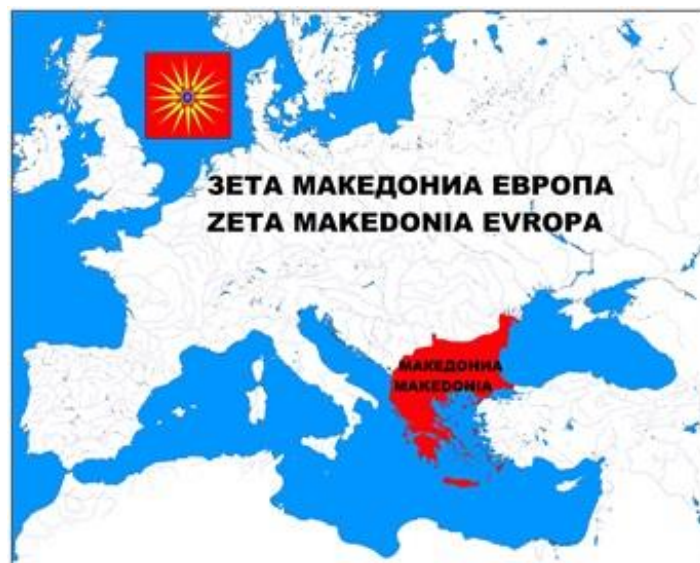 ЗЕТА МАКЕДОНИА ЕВРОПА
ZETA MAKEDONIA EVROPA
МАКЕДОНИА
MAKEDONIA